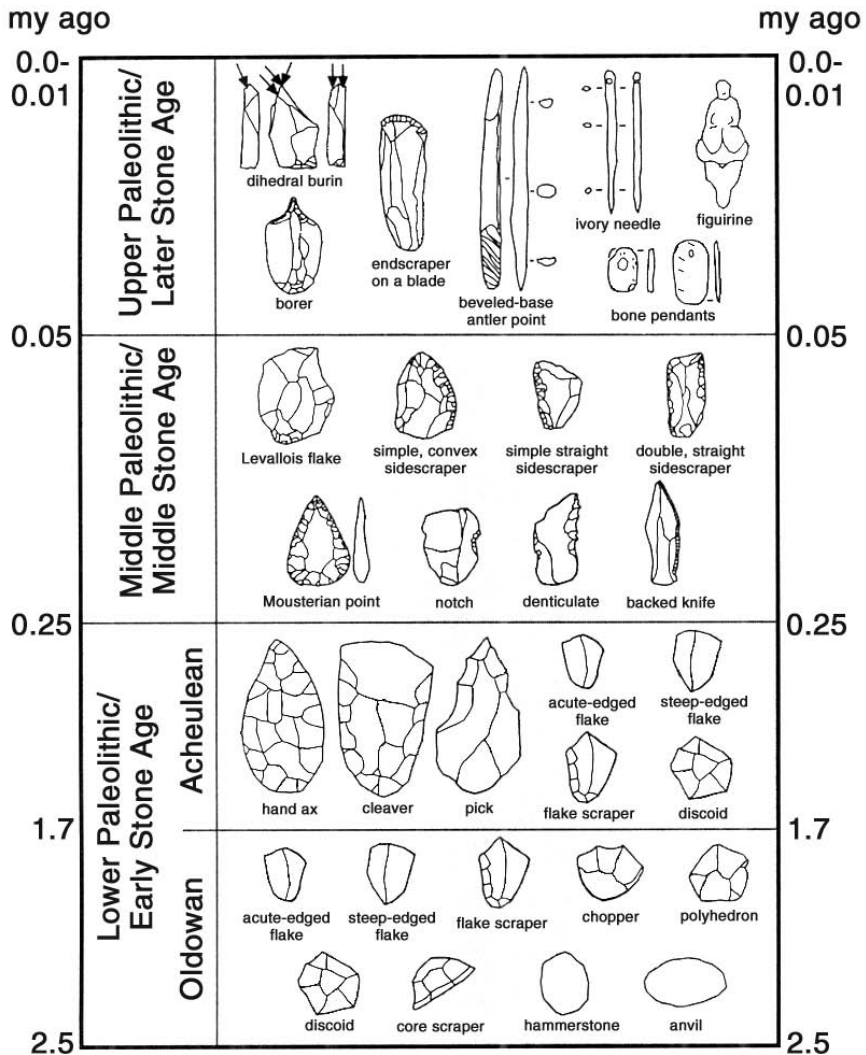 my ago
my ago
0.0-
0.01
0.0-
0.01
Upper Paleolithic/
Later Stone Age
dihedral burin
borer
endscraper
on a blade
beveled-base
antler point
ivory needle
figuirine
bone pendants
0.05
0.05
Middle Paleolithic/
Middle Stone Age
Levallois flake
simple, convex
sidescraper
simple straight
sidescraper
double, straight
sidescraper
Mousterian point
notch
denticulate
backed knife
0.25
0.25
Lower Paleolithic/
Early Stone Age
Acheulean
hand ax
cleaver
pick
acute-edged
flake
steep-edged
flake
flake scraper
discoid
1.7
1.7
Oldowan
acute-edged
flake
steep-edged
flake
flake scraper
chopper
polyhedron
discoid
core scraper
hammerstone
anvil
2.5
2.5